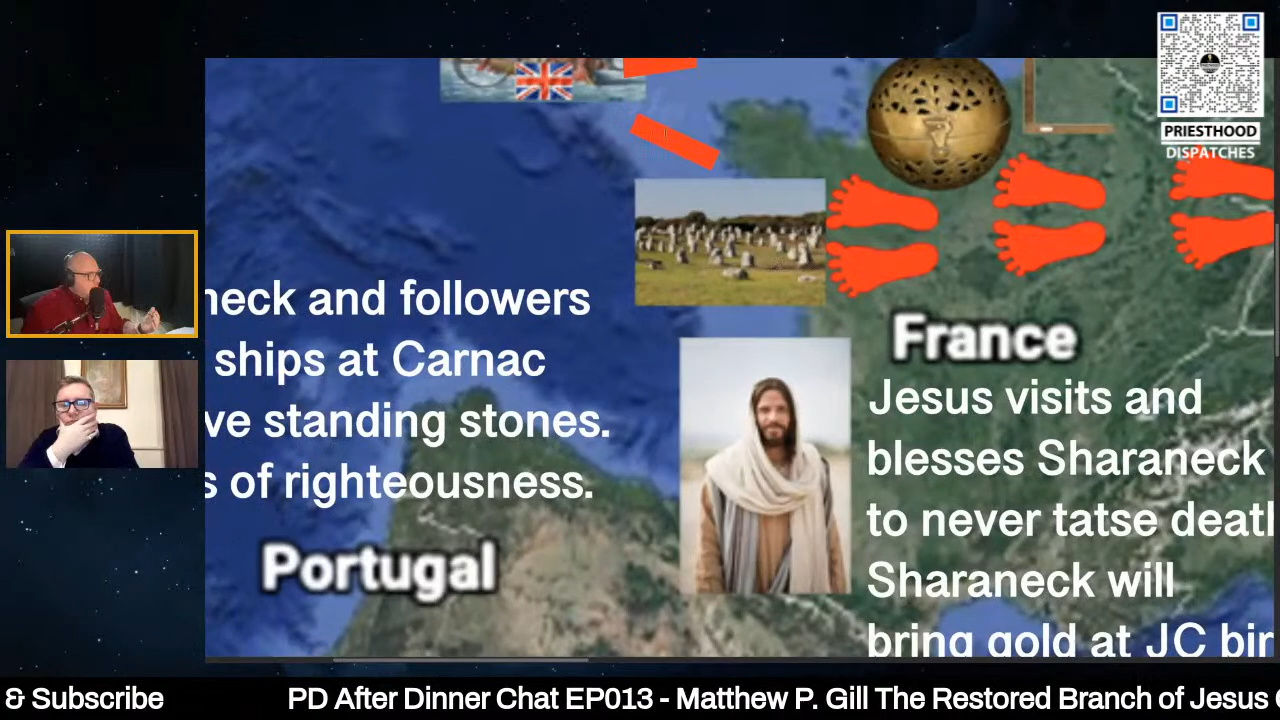 PRIESTHOOD
DISPATCHES
neck and followers
ships at Carnac
ve standing stones.
s of righteousness.
Portugal
France
Jesus visits and
blesses Sharaneck
to never tatse death
Sharaneck will
bring gold at JC bir
& Subscribe
PD After Dinner Chat EP013 - Matthew P. Gill The Restored Branch of Jesus